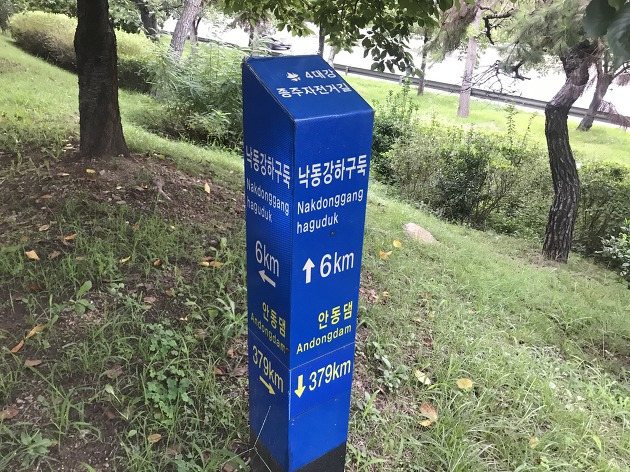 4대강
종주자전거길
낙동강하구둑
Nakdonggang
haguduk
6km
←
안동댐
Andongdam
379km
→
낙동강하구둑
Nakdonggang
haguduk
↑ 6km
안동댐
Andongdam
↓ 379km